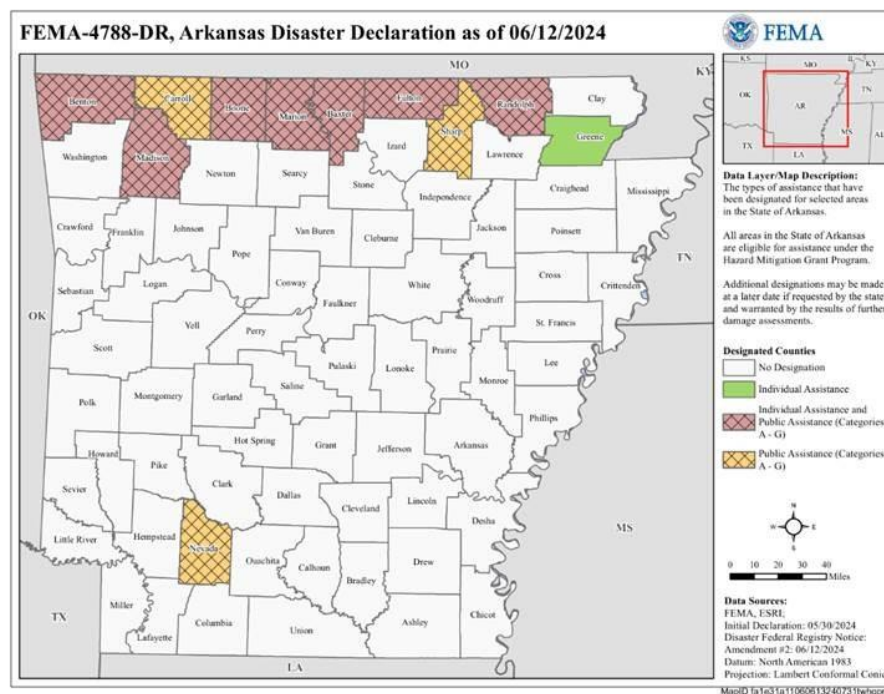 FEMA-4788-DR, Arkansas Disaster Declaration as of 06/12/2024
FEMA
MO
KY
Benton
Carroll
Boone
Marion
Baxter
Fulton
Randolph
Clay
Sharp
Greene
Washington
Madison
Newton
Searcy
Izard
Lawrence
Stone
Independence
Craighead
Mississippi
Crawford
Franklin
Johnson
Van Buren
Cleburne
Jackson
Poinsett
Pope
TN
Sebastian
Logan
Conway
White
Woodruff
Cross
Crittenden
OK
Faulkner
Yell
Perry
St. Francis
Scott
Pulaski
Lonoke
Prairie
Lee
Saline
Monroe
Polk
Montgomery
Garland
Phillips
Hot Spring
Grant
Jefferson
Arkansas
Howard
Pike
Clark
Sevier
Dallas
Cleveland
Lincoln
Desha
MS
Little River
Hempstead
Nevada
Ouachita
Calhoun
Drew
Bradley
TX
Miller
Lafayette
Columbia
Union
Ashley
Chicot
LA
KS
MO
IL
KY
OK
AR
TN
MS
TX
LA
Data Layer/Map Description:
The types of assistance that have
been designated for selected areas
in the State of Arkansas.
All areas in the State of Arkansas
are eligible for assistance under the
Hazard Mitigation Grant Program.
Additional designations may be made
at a later date if requested by the state
and warranted by the results of further
damage assessments.
Designated Counties
No Designation
Individual Assistance
Individual Assistance and
Public Assistance (Categories
A - G)
Public Assistance (Categories
A - G)
N
W E
S
0 10 20 30 40
Miles
Data Sources:
FEMA, ESRI;
Initial Declaration: 05/30/2024
Disaster Federal Registry Notice:
Amendment #2: 06/12/2024
Datum: North American 1983
Projection: Lambert Conformal Conic